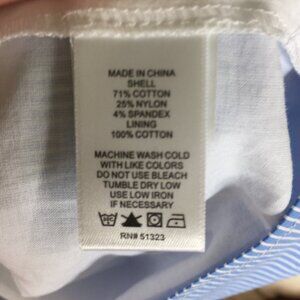 MADE IN CHINA
SHELL
71% COTTON
25% NYLON
4% SPANDEX
LINING
100% COTTON
MACHINE WASH COLD
WITH LIKE COLORS
DO NOT USE BLEACH
TUMBLE DRY LOW
USE LOW IRON
IF NECESSARY
RN# 51323